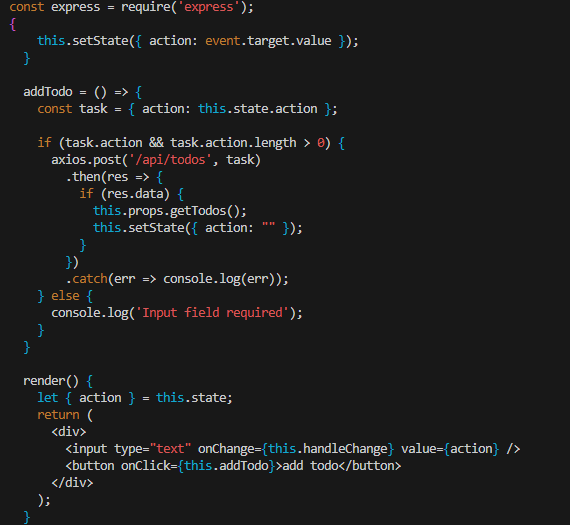 const express = require('express');
{
    this.setState({ action: event.target.value });
  }

  addTodo = () => {
    const task = { action: this.state.action };

    if (task.action && task.action.length > 0) {
      axios.post('/api/todos', task)
        .then(res => {
          if (res.data) {
            this.props.getTodos();
            this.setState({ action: "" });
          }
        })
        .catch(err => console.log(err));
    } else {
      console.log('Input field required');
    }
  }

  render() {
    let { action } = this.state;
    return (
      <div>
        <input type="text" onChange={this.handleChange} value={action} />
        <button onClick={this.addTodo}>add todo</button>
      </div>
    );
  }